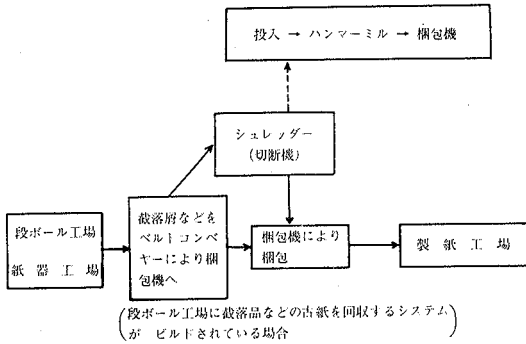 投入 → ハンマーミル → 梱包機
シュレッダー
(切断機)
段ボール工場
紙器工場
截落屑などを
ベルトコンベ
ヤーにより梱
包機へ
梱包機により
梱包
製紙工場
(段ボール工場に截落品などの古紙を回収するシステム
が ビルドされている場合)